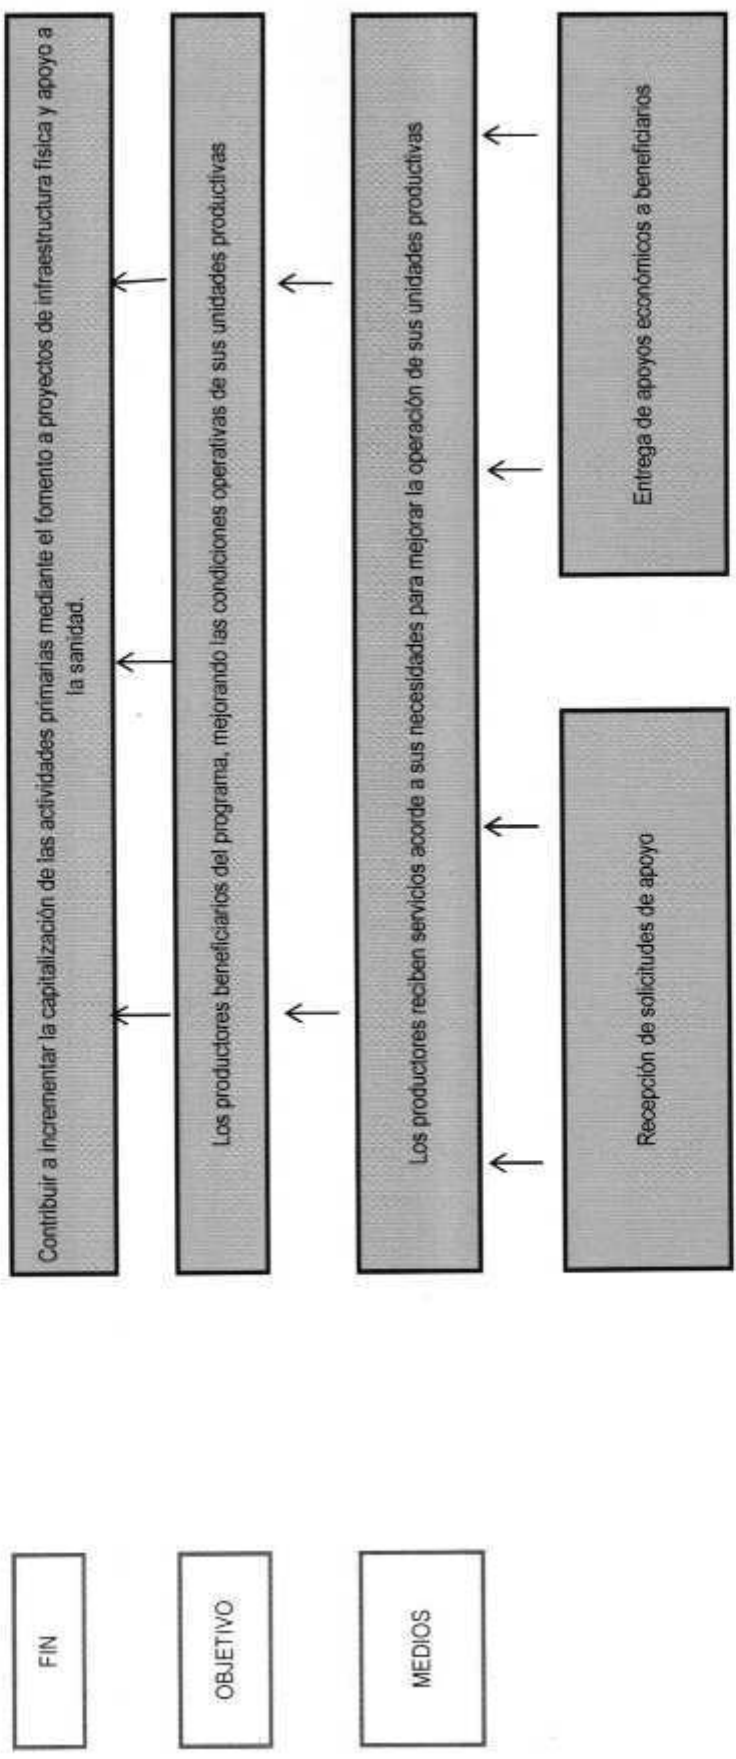 FIN
Contribuir a incrementar la capitalización de las actividades primarias mediante el fomento a proyectos de infraestructura física y apoyo a
la sanidad.
OBJETIVO
Los productores beneficiarios del programa, mejorando las condiciones operativas de sus unidades productivas
MEDIOS
Los productores reciben servicios acorde a sus necesidades para mejorar la operación de sus unidades productivas
Recepción de solicitudes de apoyo
Entrega de apoyos económicos a beneficiarios